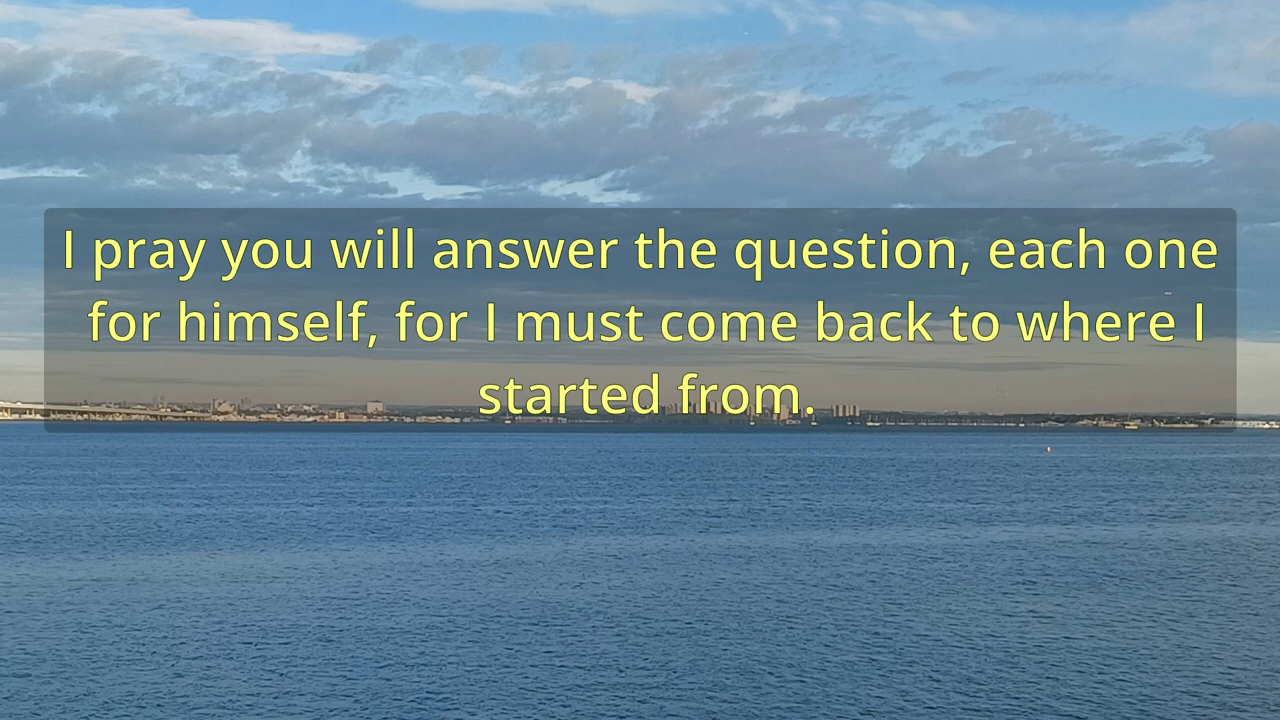 I pray you will answer the question, each one
for himself, for I must come back to where I
started from.